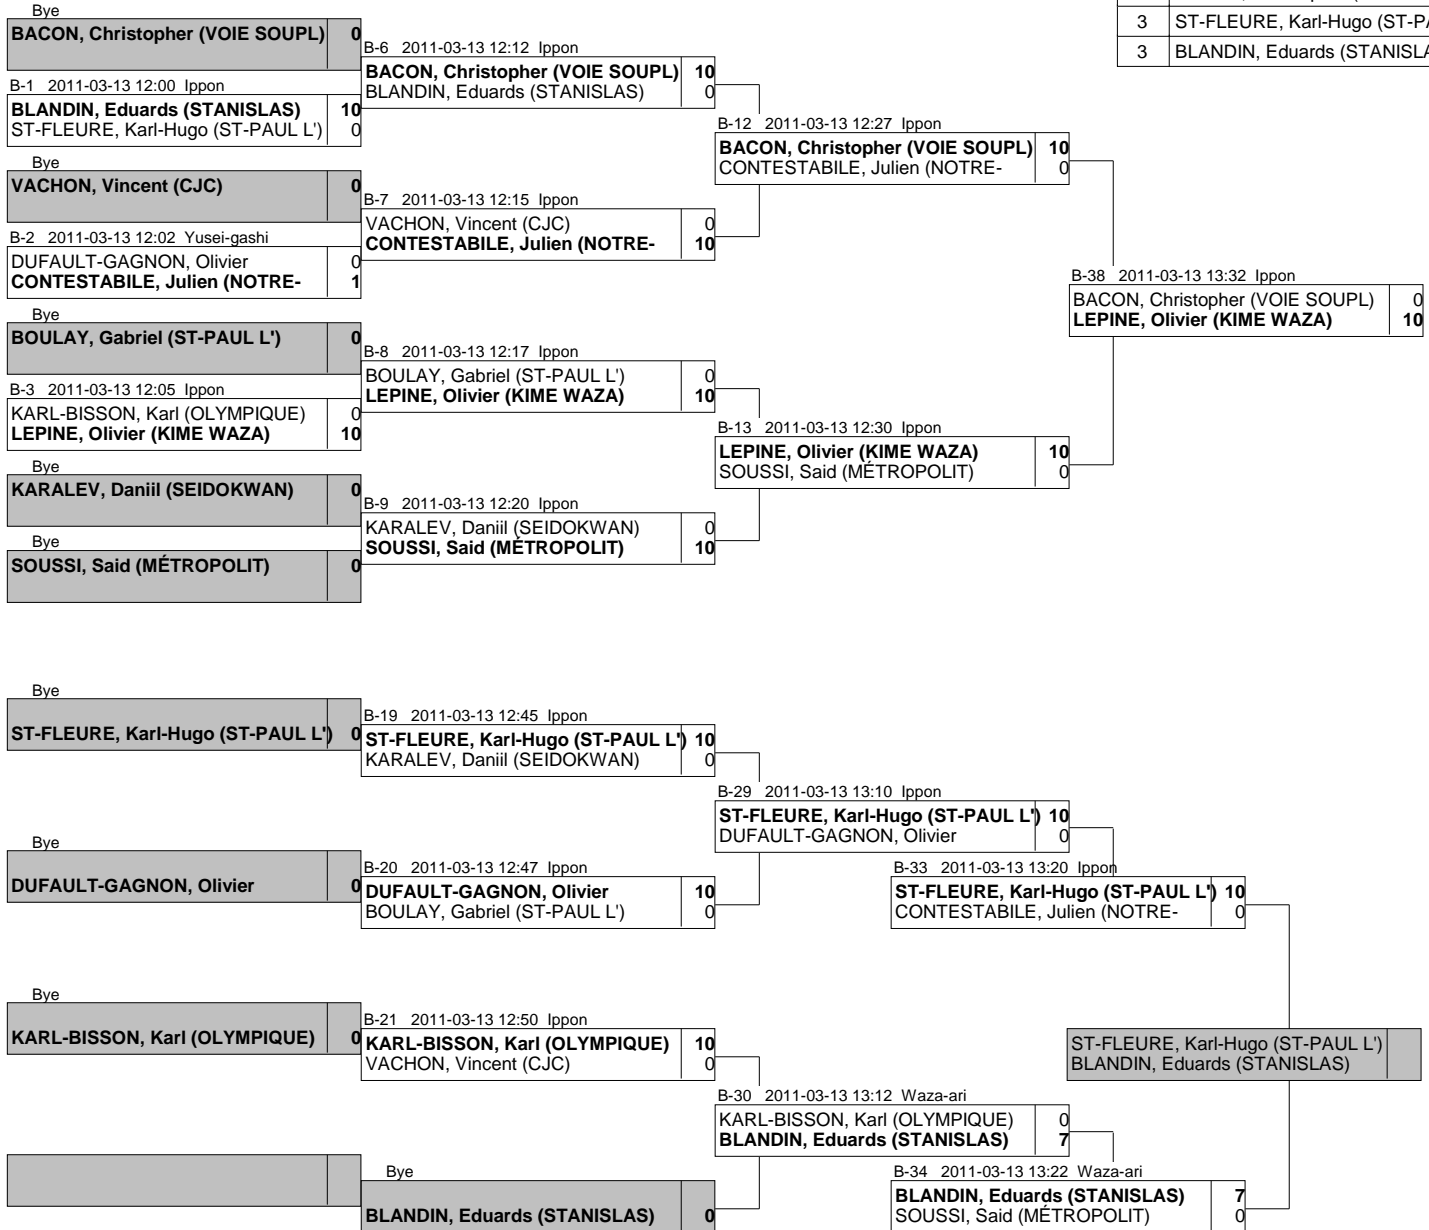 3 ST-FLEURE, Karl-Hugo (ST-PA
3 BLANDIN, Eduards (STANISLA
Bye
BACON, Christopher (VOIE SOUPL) 0
B-1 2011-03-13 12:00 Ippon
BLANDIN, Eduards (STANISLAS) 10
ST-FLEURE, Karl-Hugo (ST-PAUL L') 0
Bye
VACHON, Vincent (CJC) 0
B-2 2011-03-13 12:02 Yusei-gashi
DUFAULT-GAGNON, Olivier 0
CONTESTABILE, Julien (NOTRE- 1
Bye
BOULAY, Gabriel (ST-PAUL L') 0
B-3 2011-03-13 12:05 Ippon
KARL-BISSON, Karl (OLYMPIQUE) 0
LEPINE, Olivier (KIME WAZA) 10
Bye
KARALEV, Daniil (SEIDOKWAN) 0
Bye
SOUSSI, Said (MÉTROPOLIT) 0
B-6 2011-03-13 12:12 Ippon
BACON, Christopher (VOIE SOUPL) 10
BLANDIN, Eduards (STANISLAS) 0
B-7 2011-03-13 12:15 Ippon
VACHON, Vincent (CJC) 0
CONTESTABILE, Julien (NOTRE- 10
B-8 2011-03-13 12:17 Ippon
BOULAY, Gabriel (ST-PAUL L') 0
LEPINE, Olivier (KIME WAZA) 10
B-9 2011-03-13 12:20 Ippon
KARALEV, Daniil (SEIDOKWAN) 0
SOUSSI, Said (MÉTROPOLIT) 10
B-12 2011-03-13 12:27 Ippon
BACON, Christopher (VOIE SOUPL) 10
CONTESTABILE, Julien (NOTRE- 0
B-13 2011-03-13 12:30 Ippon
LEPINE, Olivier (KIME WAZA) 10
SOUSSI, Said (MÉTROPOLIT) 0
B-38 2011-03-13 13:32 Ippon
BACON, Christopher (VOIE SOUPL) 0
LEPINE, Olivier (KIME WAZA) 10
Bye
ST-FLEURE, Karl-Hugo (ST-PAUL L') 0
Bye
DUFAULT-GAGNON, Olivier 0
Bye
KARL-BISSON, Karl (OLYMPIQUE) 0
B-19 2011-03-13 12:45 Ippon
ST-FLEURE, Karl-Hugo (ST-PAUL L') 10
KARALEV, Daniil (SEIDOKWAN) 0
B-20 2011-03-13 12:47 Ippon
DUFAULT-GAGNON, Olivier 10
BOULAY, Gabriel (ST-PAUL L') 0
B-21 2011-03-13 12:50 Ippon
KARL-BISSON, Karl (OLYMPIQUE) 10
VACHON, Vincent (CJC) 0
Bye
BLANDIN, Eduards (STANISLAS) 0
B-29 2011-03-13 13:10 Ippon
ST-FLEURE, Karl-Hugo (ST-PAUL L') 10
DUFAULT-GAGNON, Olivier 0
B-30 2011-03-13 13:12 Waza-ari
KARL-BISSON, Karl (OLYMPIQUE) 0
BLANDIN, Eduards (STANISLAS) 7
B-33 2011-03-13 13:20 Ippon
ST-FLEURE, Karl-Hugo (ST-PAUL L') 10
CONTESTABILE, Julien (NOTRE- 0
B-34 2011-03-13 13:22 Waza-ari
BLANDIN, Eduards (STANISLAS) 7
SOUSSI, Said (MÉTROPOLIT) 0
ST-FLEURE, Karl-Hugo (ST-PAUL L')
BLANDIN, Eduards (STANISLAS)